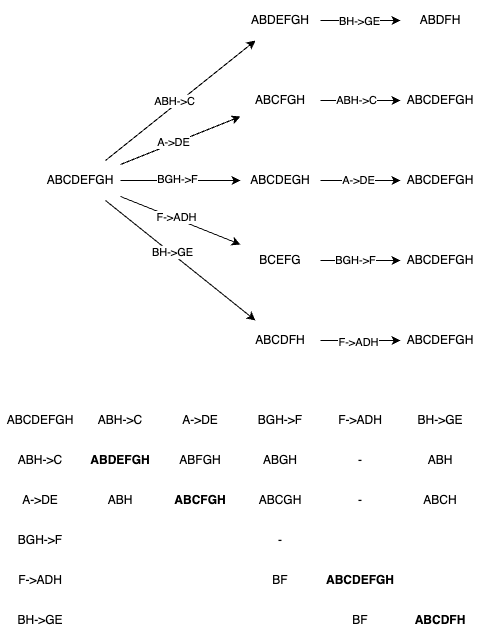 ABDEFGH BH->GE ABDFH
ABH->C
ABCFGH ABH->C ABCDEFGH
A->DE
ABCDEFGH BGH->F ABCDEGH A->DE ABCDEFGH
F->ADH
BH->GE
BCEFG BGH->F ABCDEFGH
ABCDFH F->ADH ABCDEFGH
ABCDEFGH ABH->C A->DE BGH->F F->ADH BH->GE
ABH->C ABDEFGH ABFGH ABGH - ABH
A->DE ABH ABCFGH ABCGH - ABCH
BGH->F -
F->ADH BF ABCDEFGH
BH->GE BF ABCDFH